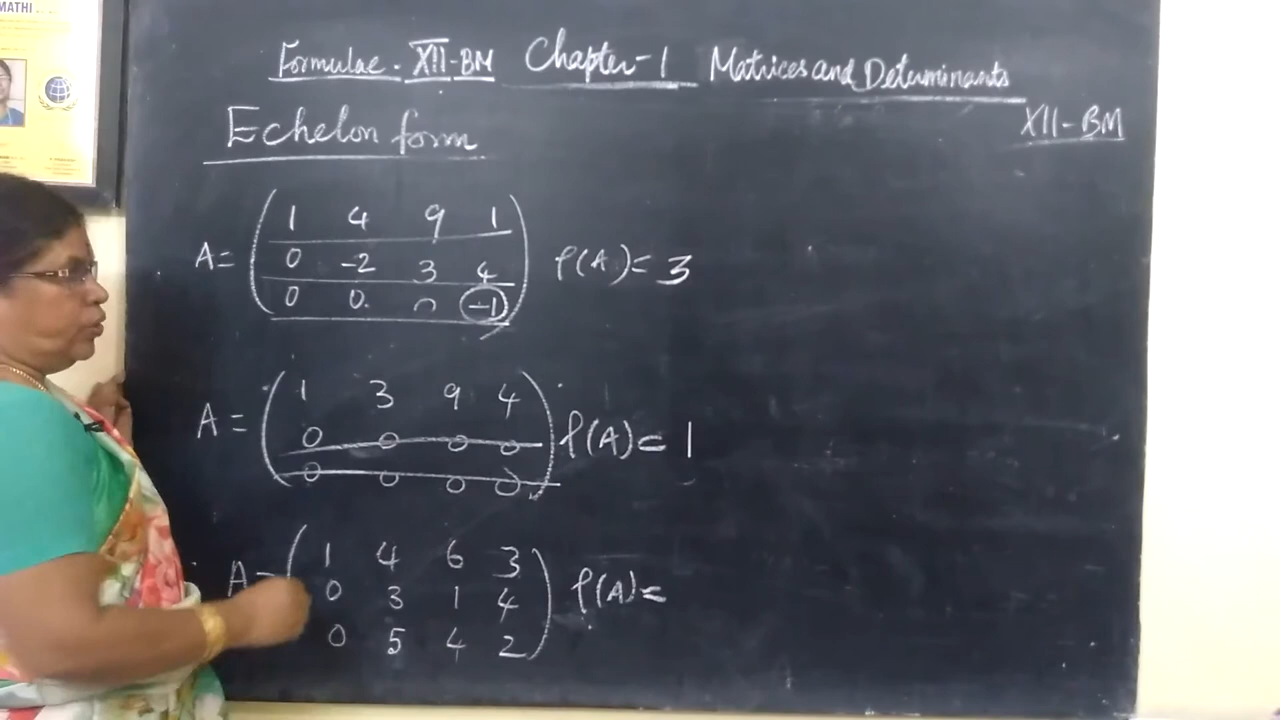 MATHI
Formulae. XII-BM Chapter-1 Matrices and Determinants
XII-BM
Echelon form
A= ( 1 4 9 1
0 -2 3 4
0 0. 0 -1 ) ρ(A)= 3
A= ( 1 3 9 4
0 0 0 0
0 0 0 0 ) ρ(A)= 1
A= ( 1 4 6 3
0 3 1 4
0 5 4 2 ) ρ(A)=